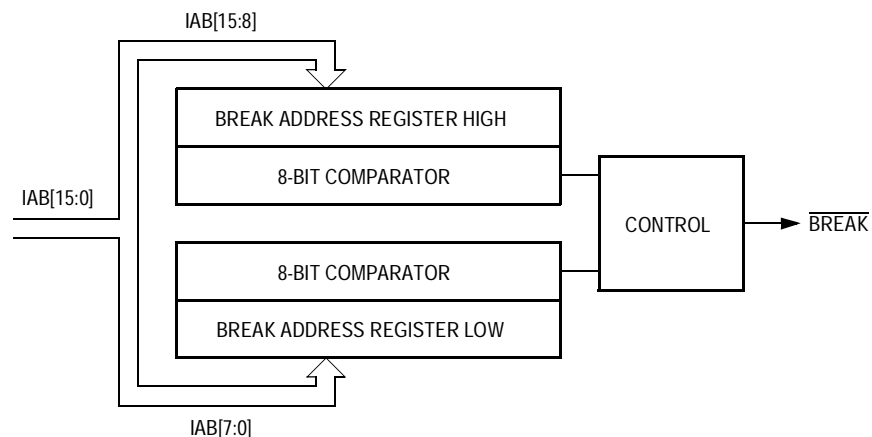 IAB[15:8]
BREAK ADDRESS REGISTER HIGH
8-BIT COMPARATOR
IAB[15:0]
CONTROL
BREAK
8-BIT COMPARATOR
BREAK ADDRESS REGISTER LOW
IAB[7:0]